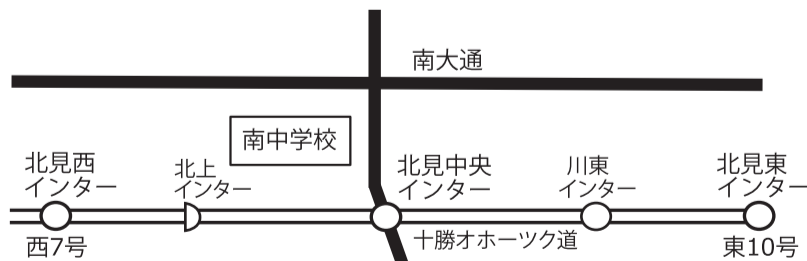 南大通
南中学校
北見西
インター
北上
インター
北見中央
インター
川東
インター
北見東
インター
西7号
十勝オホーツク道
東10号